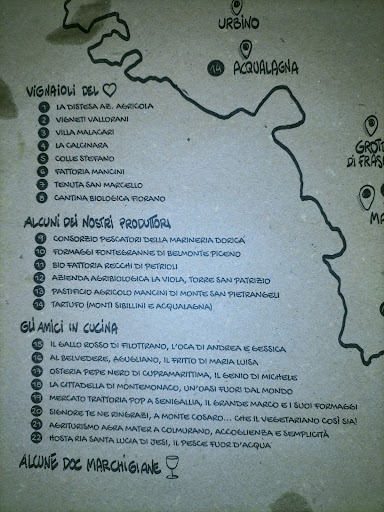 URBINO
14 ACQUALAGNA
VIGNAIOLI DEL ♡
1 LA DISTESA AZ. AGRICOLA
2 VIGNETI VALLORANI
3 VILLA MALACARI
4 LA CALCINARA
5 COLLE STEFANO
6 FATTORIA MANCINI
7 TENUTA SAN MARCELLO
8 CANTINA BIOLOGICA FIORANO
GROTT
DI FRAS
MA
ALCUNI DEI NOSTRI PRODUTTORI
9 CONSORZIO PESCATORI DELLA MARINERIA DORICA
10 FORMAGGI FONTEGRANNE DI BELMONTE PICENO
11 BIO FATTORIA RECCHI DI PETRIOLI
12 AZIENDA AGRIBIOLOGICA LA VIOLA, TORRE SAN PATRIZIO
13 PASTIFICIO AGRICOLO MANCINI DI MONTE SAN PIETRANGELI
14 TARTUFO (MONTI SIBILLINI E ACQUALAGNA)
GLI AMICI IN CUCINA
15 IL GALLO ROSSO DI FILOTTRANO, L'OCA DI ANDREA E GESSICA
16 AL BELVEDERE, AGUGLIANO, IL FRITTO DI MARIA LUISA
17 OSTERIA PEPE NERO DI CUPRAMARITTIMA, IL GENIO DI MICHELE
18 LA CITTADELLA DI MONTEMONACO, UN'OASI FUORI DAL MONDO
19 MERCATO TRATTORIA POP A SENIGALLIA, IL GRANDE MARCO E I SUOI FORMAGGI
20 SIGNORE TE NE RINGRAZI, A MONTE COSARO... CHE IL VEGETARIANO COSÌ SIA!
21 AGRITURISMO AGRA MATER A COLMURANO, ACCOGLIENZA E SEMPLICITÀ
22 HOSTARIA SANTA LUCIA DI JESI, IL PESCE FUOR D'ACQUA
ALCUNE DOC MARCHIGIANE